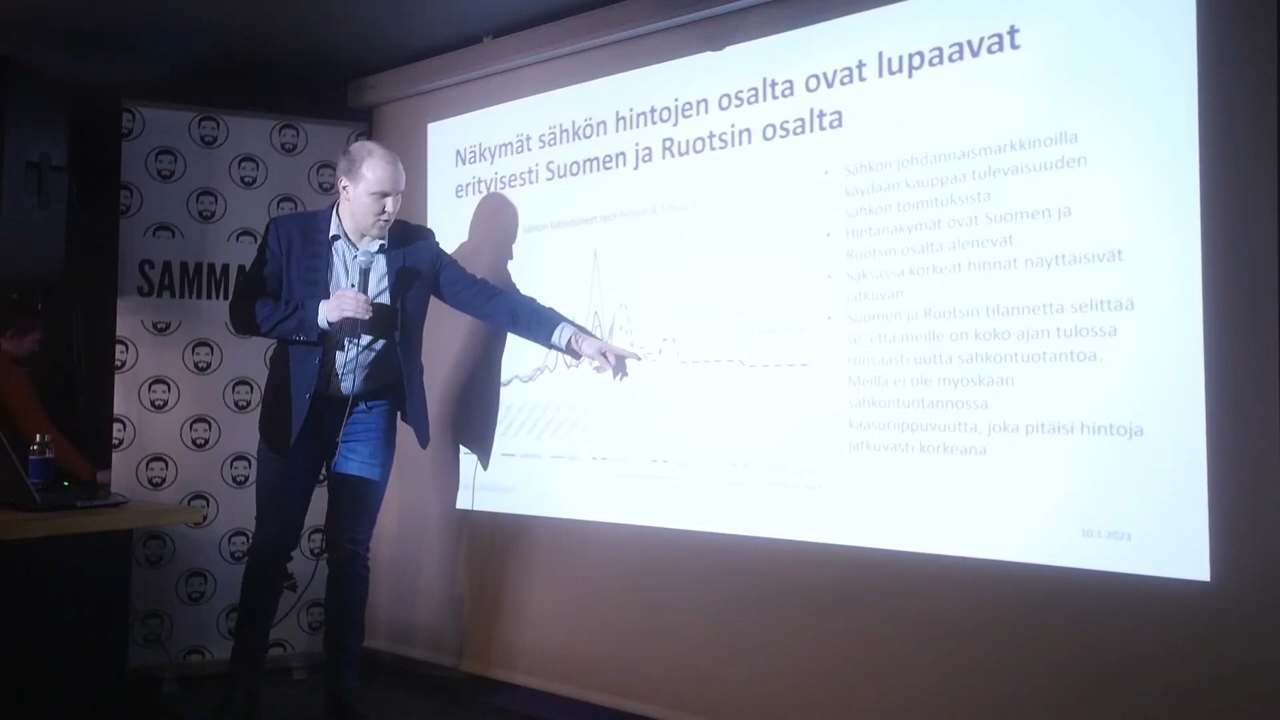 SAMMA
Näkymät sähkön hintojen osalta ovat lupaavat
erityisesti Suomen ja Ruotsin osalta
• Sähkön johdannaismarkkinoilla
käydään kauppaa tulevaisuuden
sähkön toimituksista
• Hintanäkymät ovat Suomen ja
Ruotsin osalta alenevat
• Saksassa korkeat hinnat näyttäisivät
jatkuvan
• Suomen ja Ruotsin tilannetta selittää
se, että meille on koko ajan tulossa
runsaasti uutta sähköntuotantoa.
Meillä ei ole myöskään
sähköntuotannossa
kaasuriippuvuutta, joka pitäisi hintoja
jatkuvasti korkeana
10.1.2023